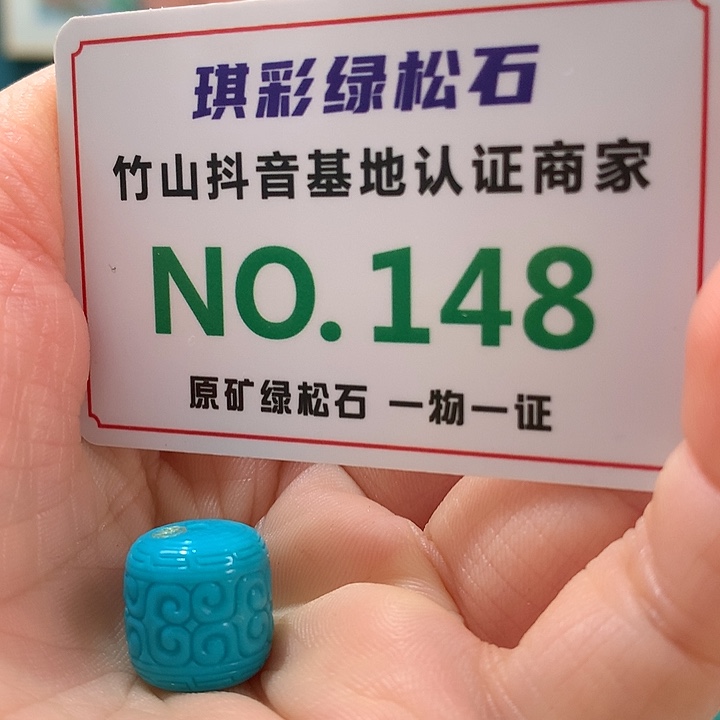 琪彩绿松石
竹山抖音基地认证商家
NO.148
原矿绿松石 一物一证